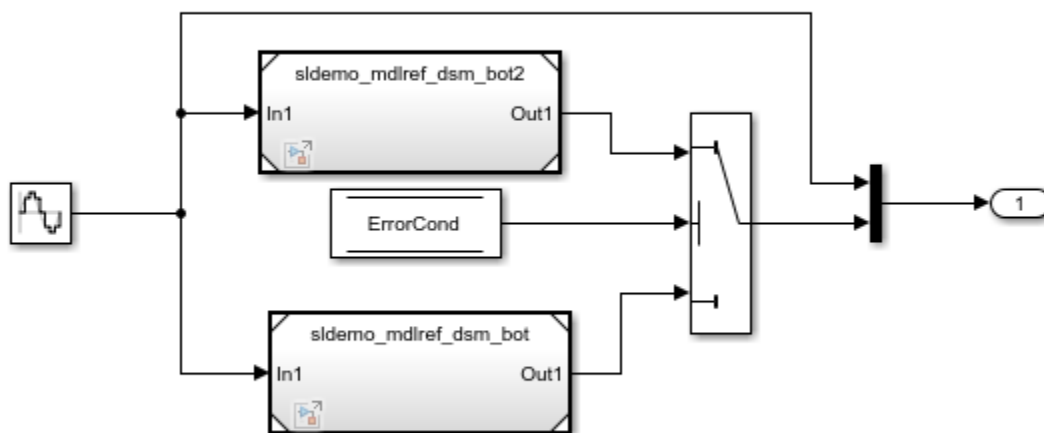 sldemo_mdlref_dsm_bot2
In1
Out1
ErrorCond
1
sldemo_mdlref_dsm_bot
In1
Out1